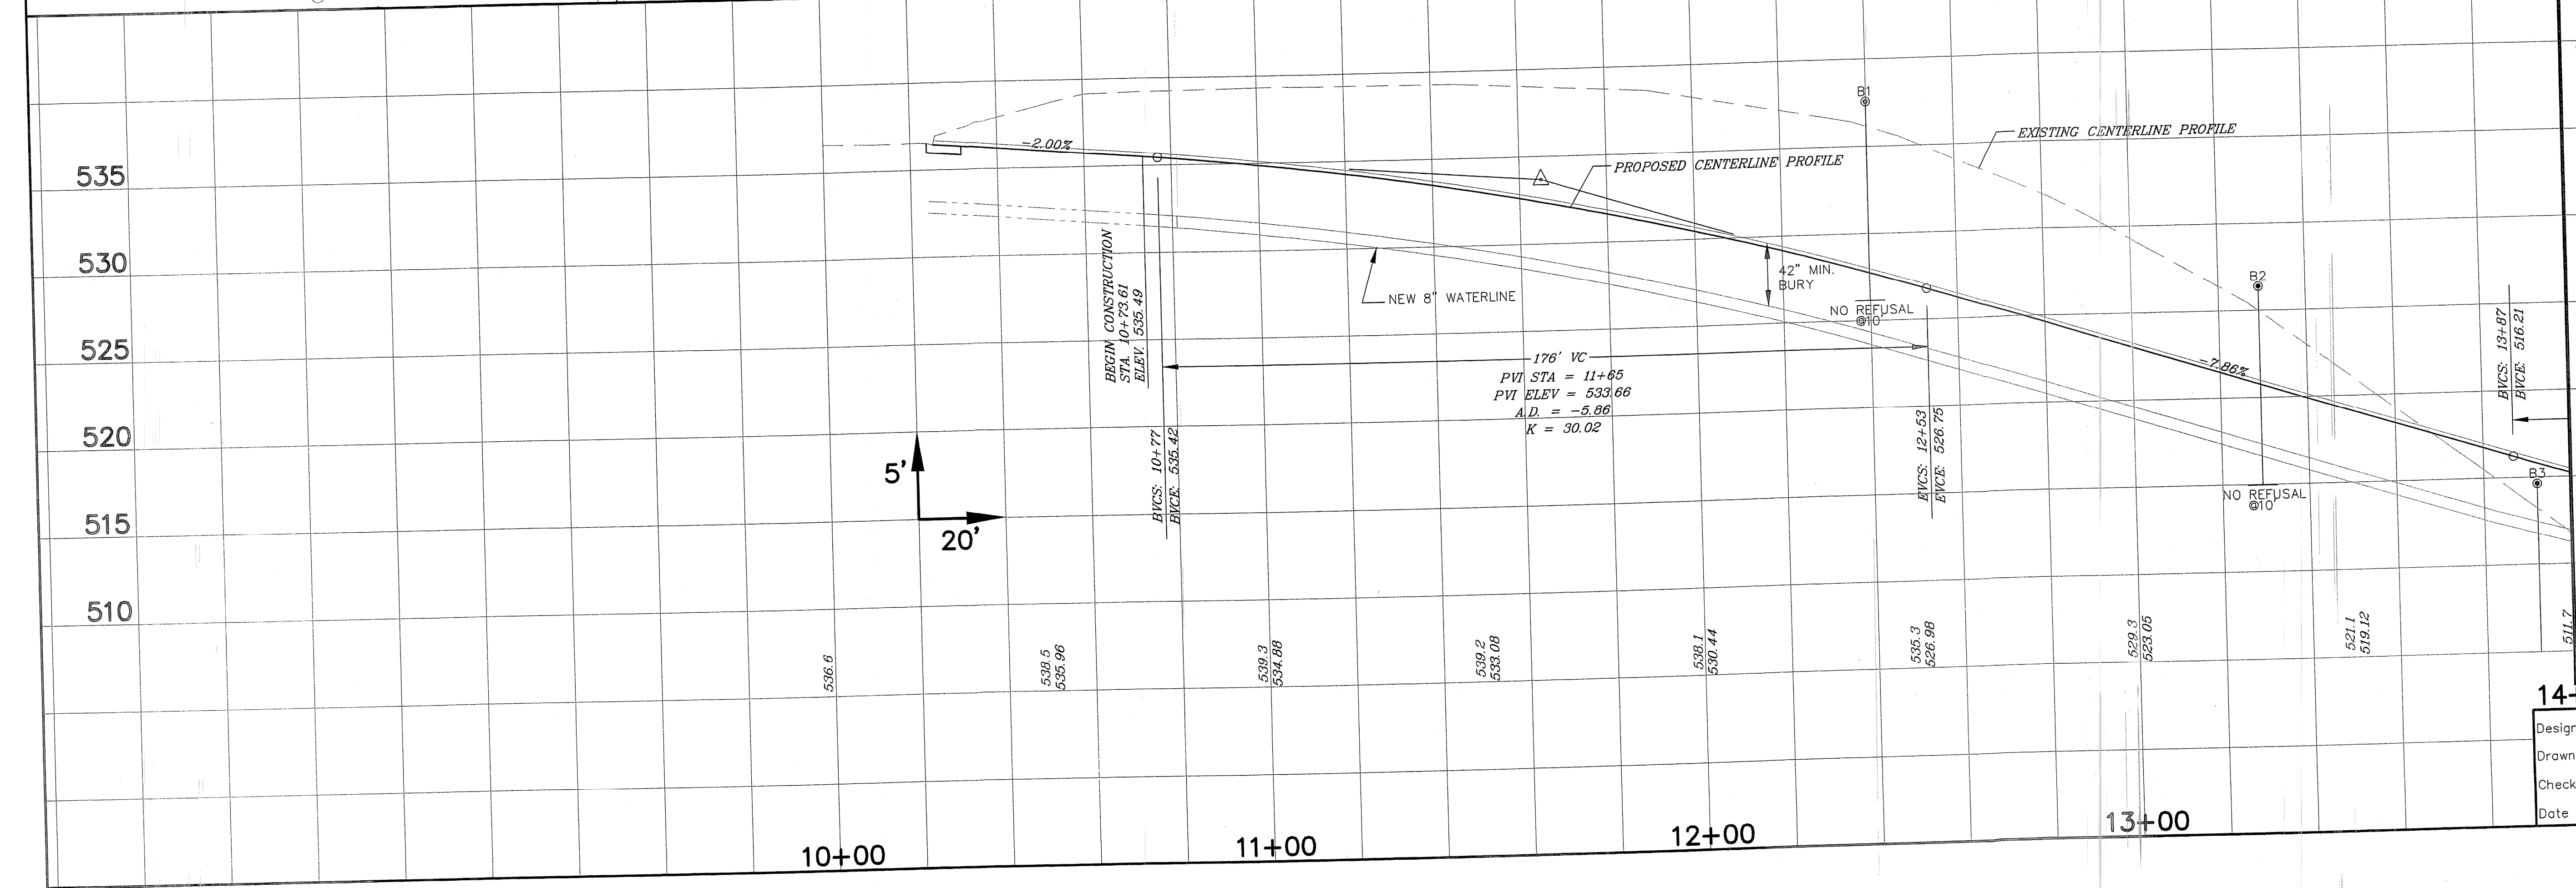 B1
EXISTING CENTERLINE PROFILE
-2.00%
PROPOSED CENTERLINE PROFILE
535
530
525
520
515
510
BEGIN CONSTRUCTION
STA. 10+73.61
ELEV. 535.49
NEW 8" WATERLINE
42" MIN.
BURY
NO REFUSAL
@10'
B2
176' VC
PVI STA = 11+65
PVI ELEV = 533.66
A.D. = -5.86
K = 30.02
-7.86%
BVCS: 13+87
BVCE: 516.21
BVCS: 10+77
BVCE: 535.42
EVCS: 12+53
EVCE: 526.75
5'
20'
B3
NO REFUSAL
@10'
536.6
538.5
535.96
539.3
534.88
539.2
533.08
538.1
530.44
535.3
526.98
529.3
523.05
521.1
519.12
511.7
10+00
11+00
12+00
13+00
14-
Design
Drawn
Check
Date